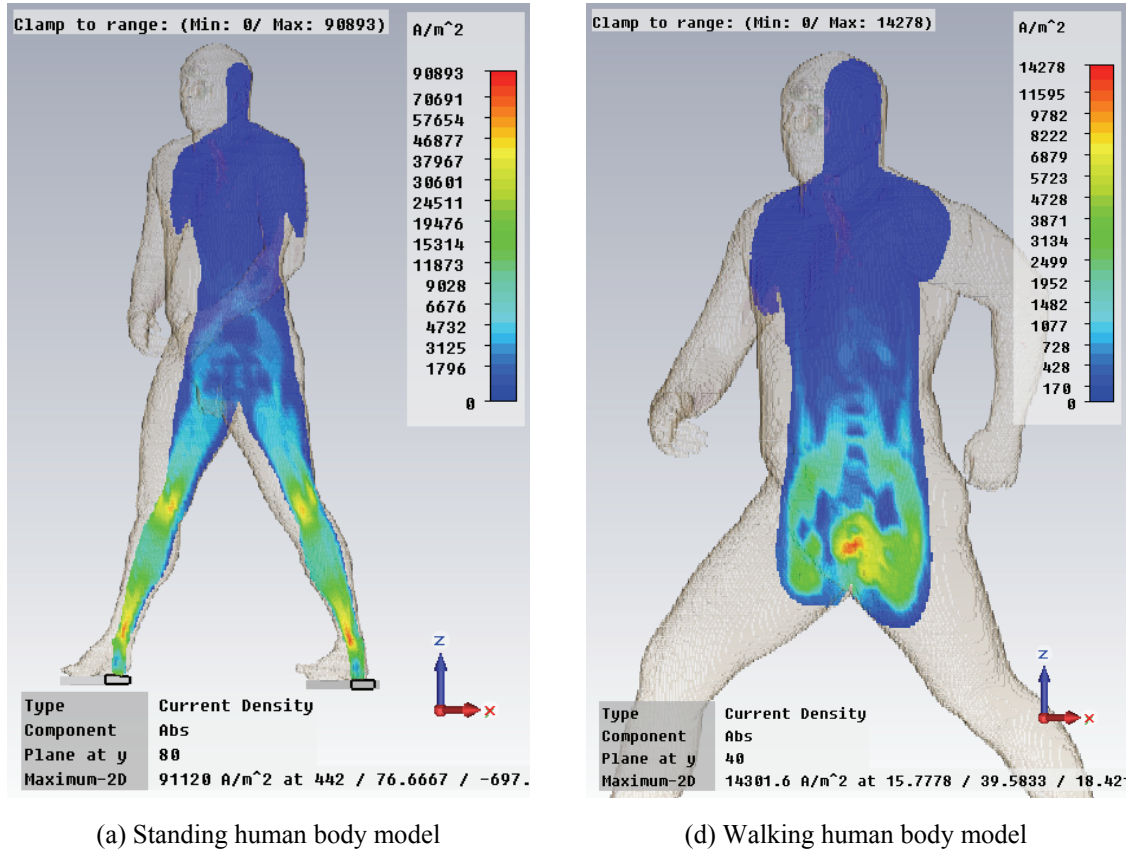 Clamp to range: (Min: 0/ Max: 90893)
A/m^2
90893
70691
57654
46877
37967
30601
24511
19476
15314
11873
9028
6676
4732
3125
1796
0
z
x
Type Current Density
Component Abs
Plane at y 80
Maximum-2D 91120 A/m^2 at 442 / 76.6667 / -697.
(a) Standing human body model
Clamp to range: (Min: 0/ Max: 14278)
A/m^2
14278
11595
9782
8222
6879
5723
4728
3871
3134
2499
1952
1482
1077
728
428
170
0
z
x
Type Current Density
Component Abs
Plane at y 40
Maximum-2D 14301.6 A/m^2 at 15.7778 / 39.5833 / 18.42
(d) Walking human body model